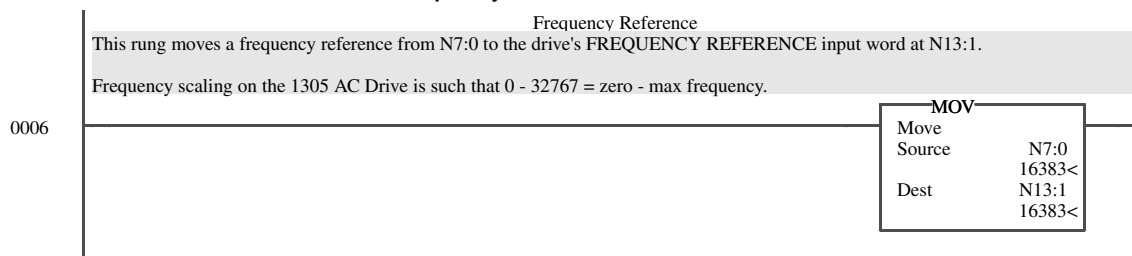 Frequency Reference
This rung moves a frequency reference from N7:0 to the drive's FREQUENCY REFERENCE input word at N13:1.
Frequency scaling on the 1305 AC Drive is such that 0 - 32767 = zero - max frequency.
MOV
0006
Move
Source N7:0
16383<
Dest N13:1
16383<